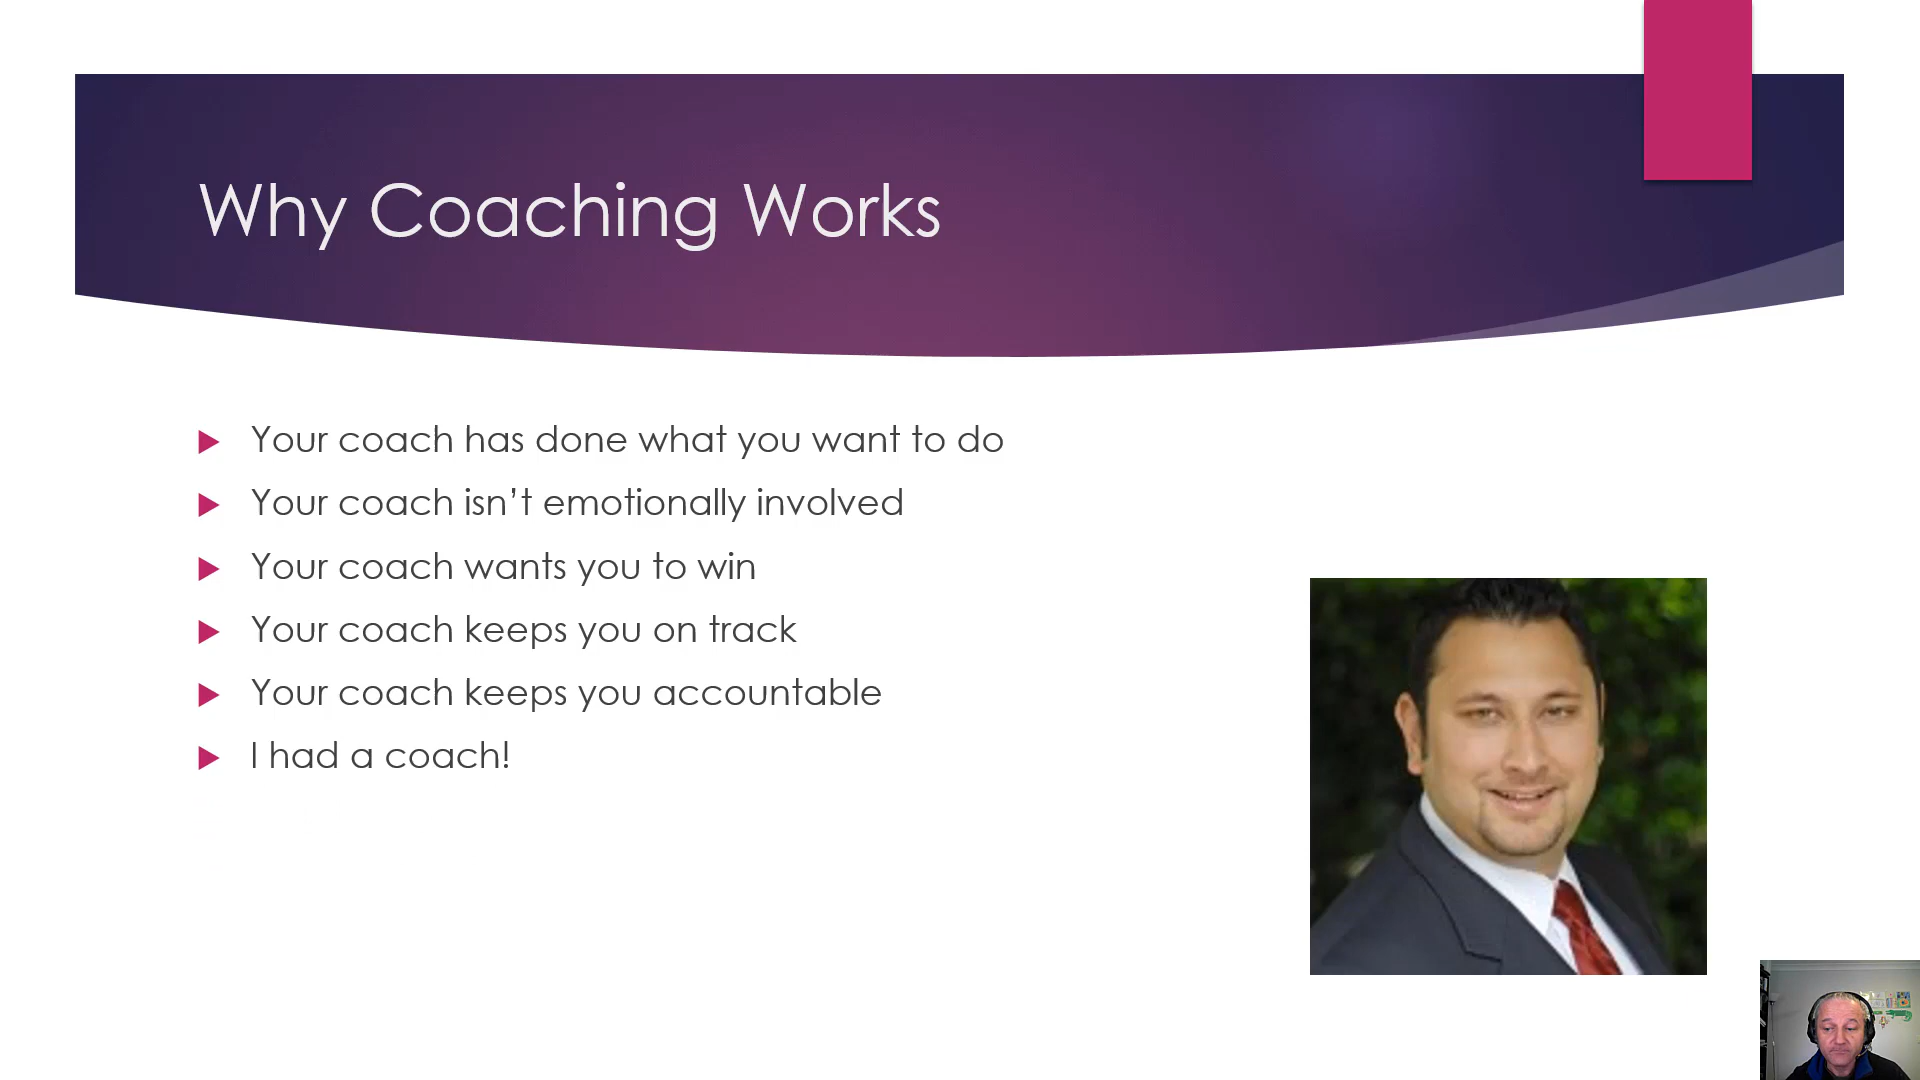 Why Coaching Works
Your coach has done what you want to do
Your coach isn’t emotionally involved
Your coach wants you to win
Your coach keeps you on track
Your coach keeps you accountable
I had a coach!